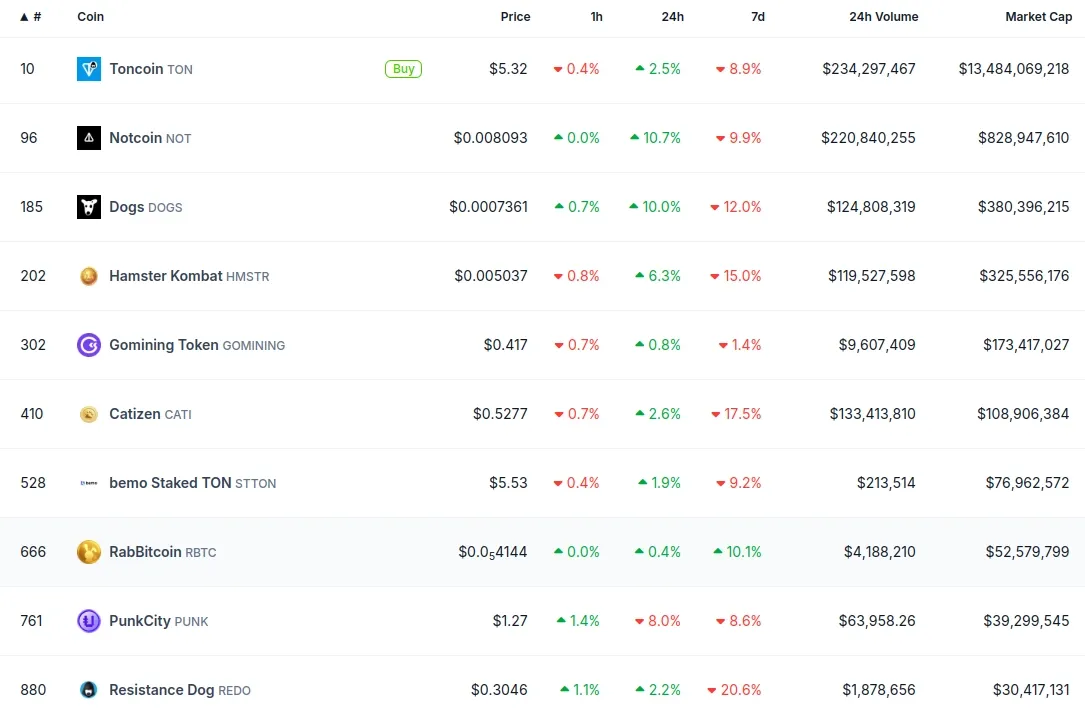 ▲ # Coin Price 1h 24h 7d 24h Volume Market Cap
10 Toncoin TON Buy $5.32 ▼ 0.4% ▲ 2.5% ▼ 8.9% $234,297,467 $13,484,069,218
96 Notcoin NOT $0.008093 ▲ 0.0% ▲ 10.7% ▼ 9.9% $220,840,255 $828,947,610
185 Dogs DOGS $0.0007361 ▲ 0.7% ▲ 10.0% ▼ 12.0% $124,808,319 $380,396,215
202 Hamster Kombat HMSTR $0.005037 ▼ 0.8% ▲ 6.3% ▼ 15.0% $119,527,598 $325,556,176
302 Gomining Token GOMINING $0.417 ▼ 0.7% ▲ 0.8% ▼ 1.4% $9,607,409 $173,417,027
410 Catizen CATI $0.5277 ▼ 0.7% ▲ 2.6% ▼ 17.5% $133,413,810 $108,906,384
528 bemo bemo Staked TON STTON $5.53 ▼ 0.4% ▲ 1.9% ▼ 9.2% $213,514 $76,962,572
666 RabBitcoin RBTC $0.0₅4144 ▲ 0.0% ▲ 0.4% ▲ 10.1% $4,188,210 $52,579,799
761 PunkCity PUNK $1.27 ▲ 1.4% ▼ 8.0% ▼ 8.6% $63,958.26 $39,299,545
880 Resistance Dog REDO $0.3046 ▲ 1.1% ▲ 2.2% ▼ 20.6% $1,878,656 $30,417,131